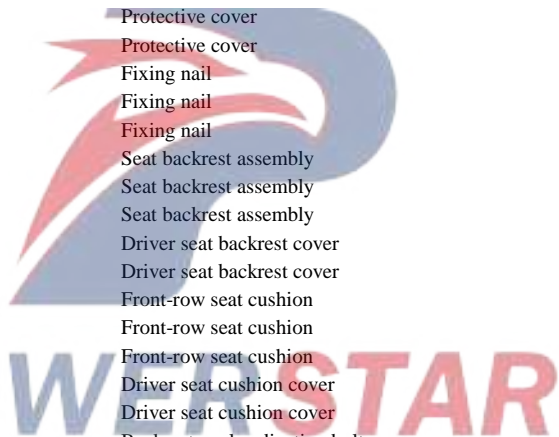 Protective cover
Protective cover
Fixing nail
Fixing nail
Fixing nail
Seat backrest assembly
Seat backrest assembly
Seat backrest assembly
Driver seat backrest cover
Driver seat backrest cover
Front-row seat cushion
Front-row seat cushion
Front-row seat cushion
Driver seat cushion cover
Driver seat cushion cover
WERSTAR